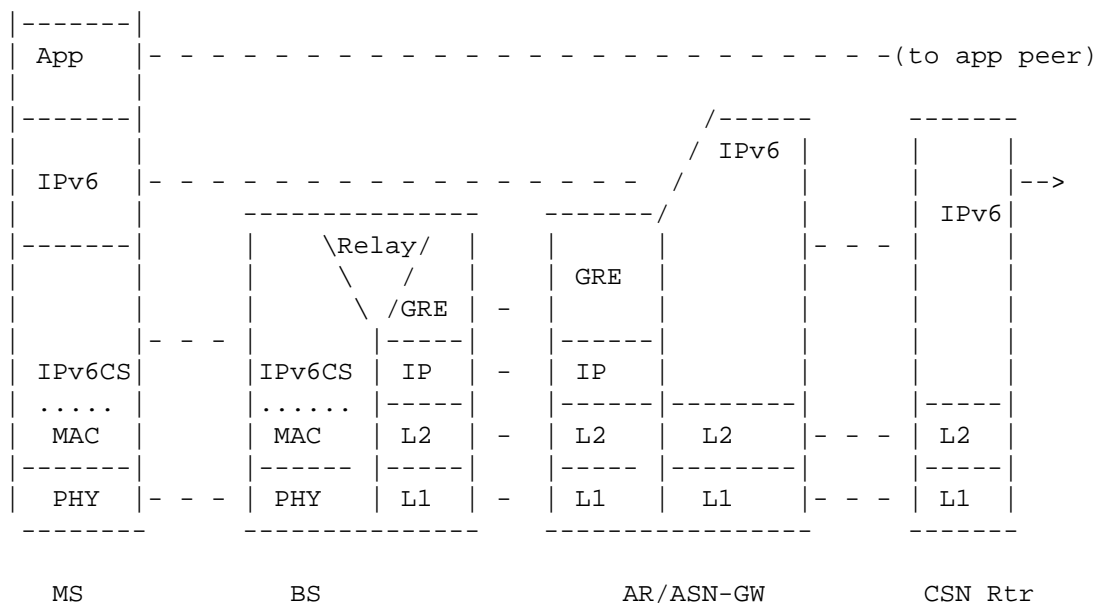 App (to app peer)
IPv6
IPv6 -->
IPv6
Relay
GRE
GRE
IPv6CS IPv6CS IP IP
..... ......
MAC MAC L2 L2 L2 L2
PHY PHY L1 L1 L1 L1
MS BS AR/ASN-GW CSN Rtr